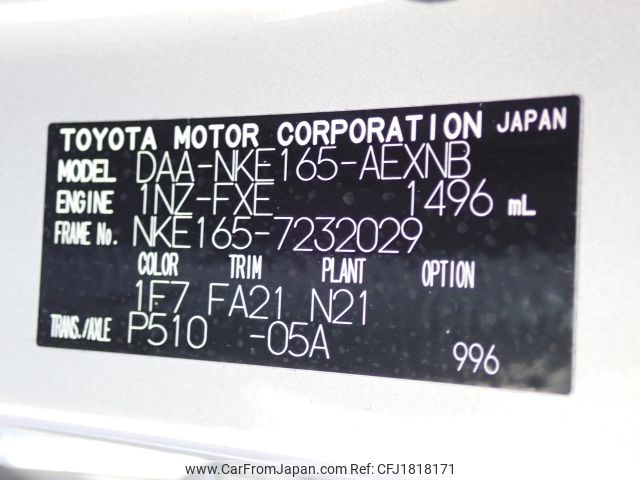 TOYOTA MOTOR CORPORATION JAPAN
MODEL DAA-NKE165-AEXNB
ENGINE 1NZ-FXE 1496 mL
FRAME No. NKE165-7232029
COLOR TRIM PLANT OPTION
1F7 FA21 N21
TRANS./AXLE P510 -05A
996
www.CarFromJapan.com Ref No: CFJ1818171